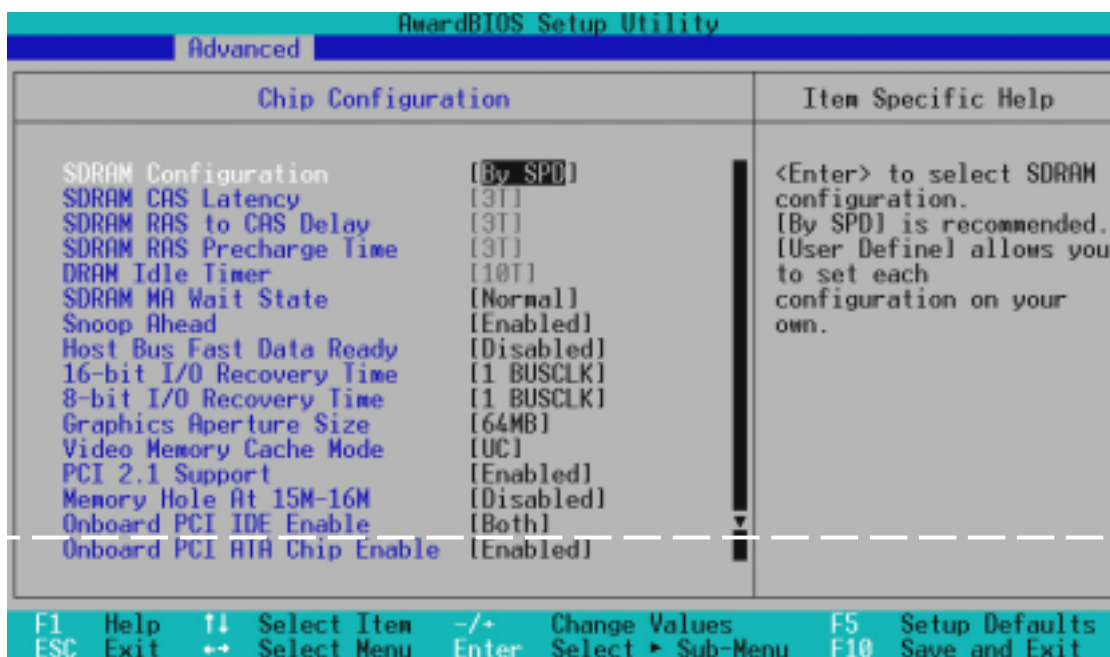 AwardBIOS Setup Utility
Advanced
Chip Configuration
SDRAM Configuration [By SPD]
SDRAM CAS Latency [3T]
SDRAM RAS to CAS Delay [3T]
SDRAM RAS Precharge Time [3T]
DRAM Idle Timer [10T]
SDRAM MA Wait State [Normal]
Snoop Ahead [Enabled]
Host Bus Fast Data Ready [Disabled]
16-bit I/O Recovery Time [1 BUSCLK]
8-bit I/O Recovery Time [1 BUSCLK]
Graphics Aperture Size [64MB]
Video Memory Cache Mode [UC]
PCI 2.1 Support [Enabled]
Memory Hole At 15M-16M [Disabled]
Onboard PCI IDE Enable [Both]
Onboard PCI ATA Chip Enable [Enabled]
Item Specific Help
<Enter> to select SDRAM
configuration.
[By SPD] is recommended.
[User Define] allows you
to set each
configuration on your
own.
F1 Help ↑↓ Select Item -/+ Change Values F5 Setup Defaults
ESC Exit ←→ Select Menu Enter Select ► Sub-Menu F10 Save and Exit